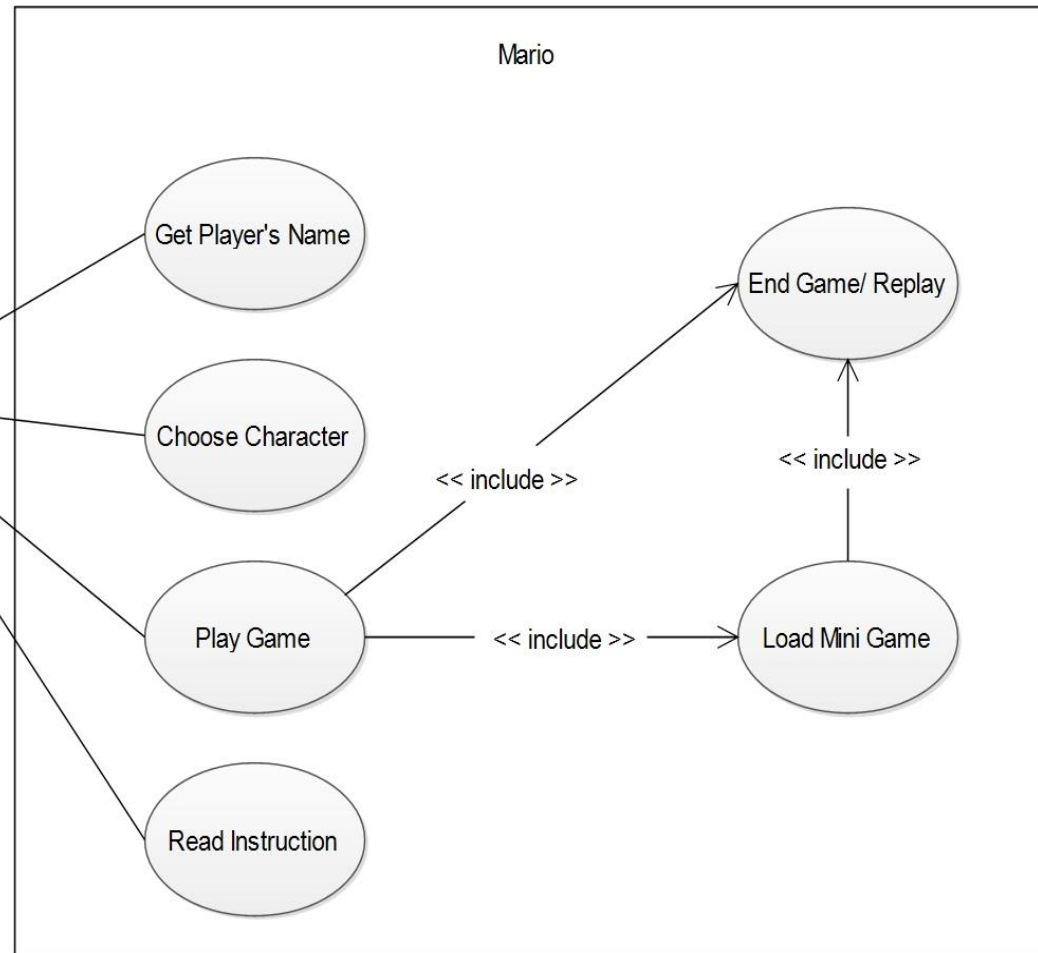 Mario
Get Player's Name
End Game/ Replay
Choose Character
<< include >>
<< include >>
Play Game
<< include >>
Load Mini Game
Read Instruction